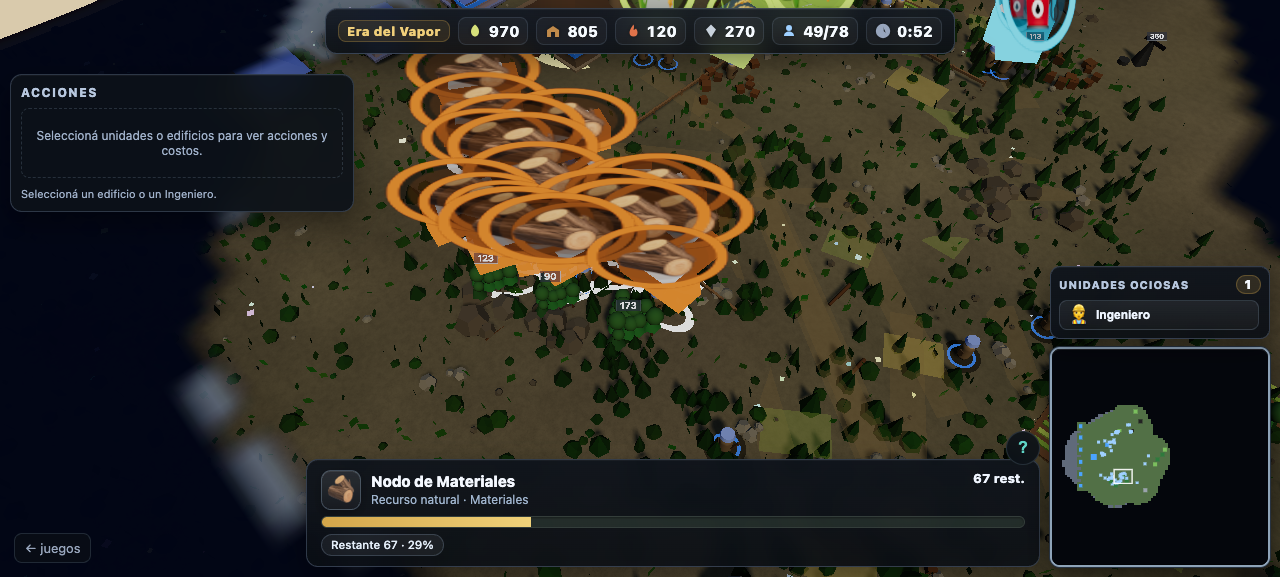 Era del Vapor 970 805 120 270 49/78 0:52
113
360
ACCIONES
Seleccioná unidades o edificios para ver acciones y
costos.
Seleccioná un edificio o un Ingeniero.
123
90
173
UNIDADES OCIOSAS 1
Ingeniero
?
Nodo de Materiales
67 rest.
Recurso natural · Materiales
Restante 67 · 29%
← juegos